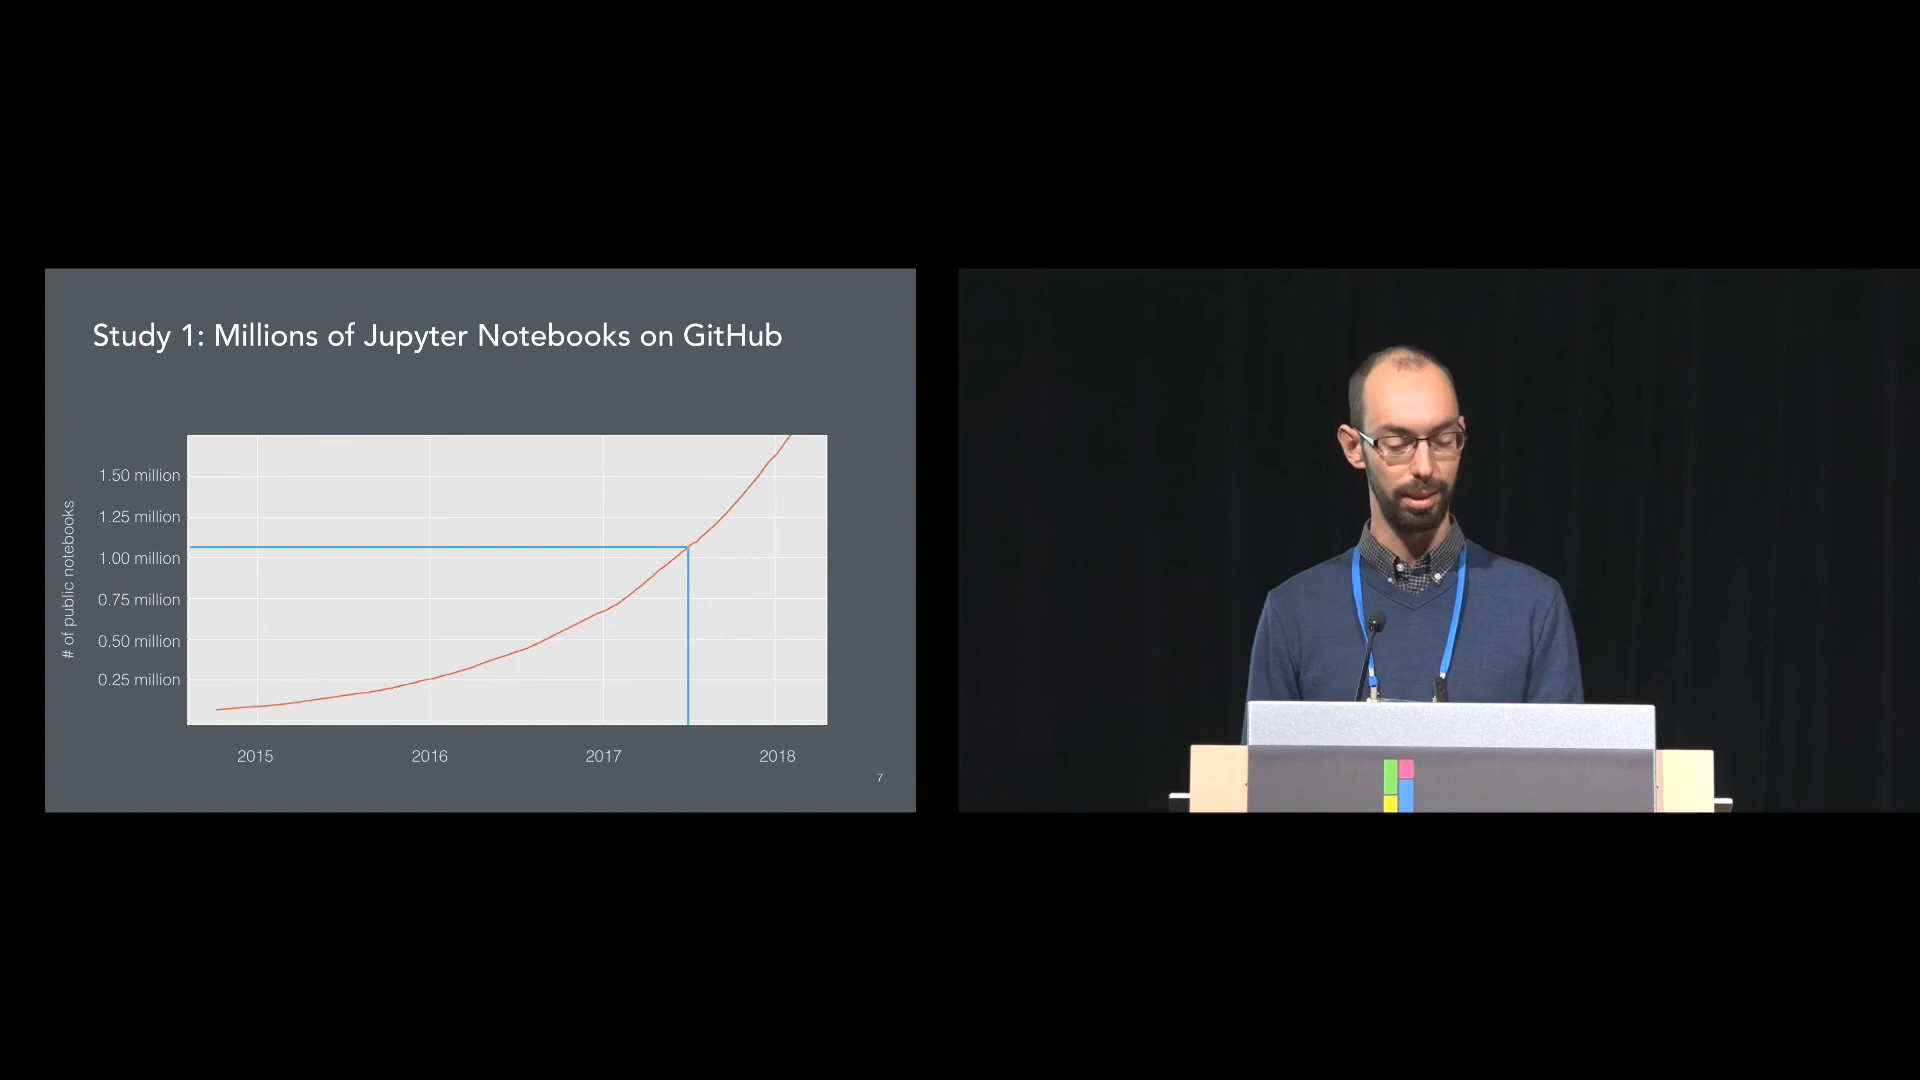 Study 1: Millions of Jupyter Notebooks on GitHub
# of public notebooks
1.50 million
1.25 million
1.00 million
0.75 million
0.50 million
0.25 million
2015 2016 2017 2018
7